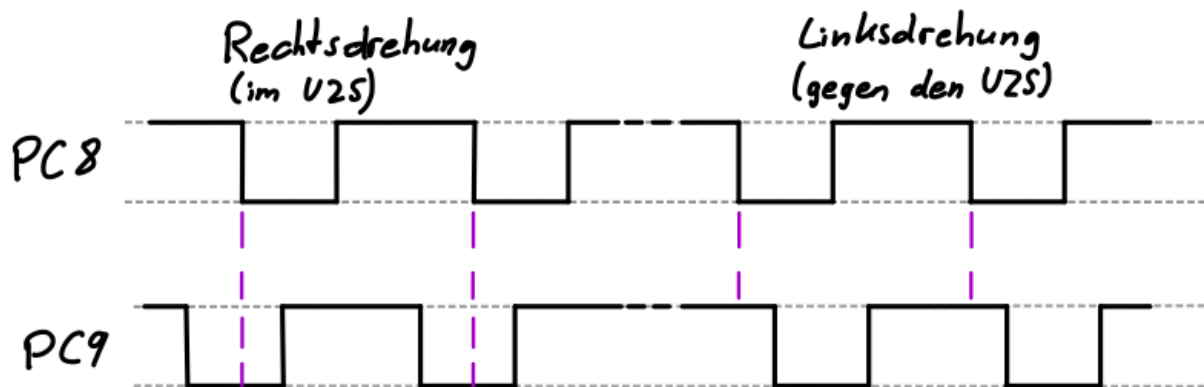 Rechtsdrehung
(im UZS)
Linksdrehung
(gegen den UZS)
PC8
PC9